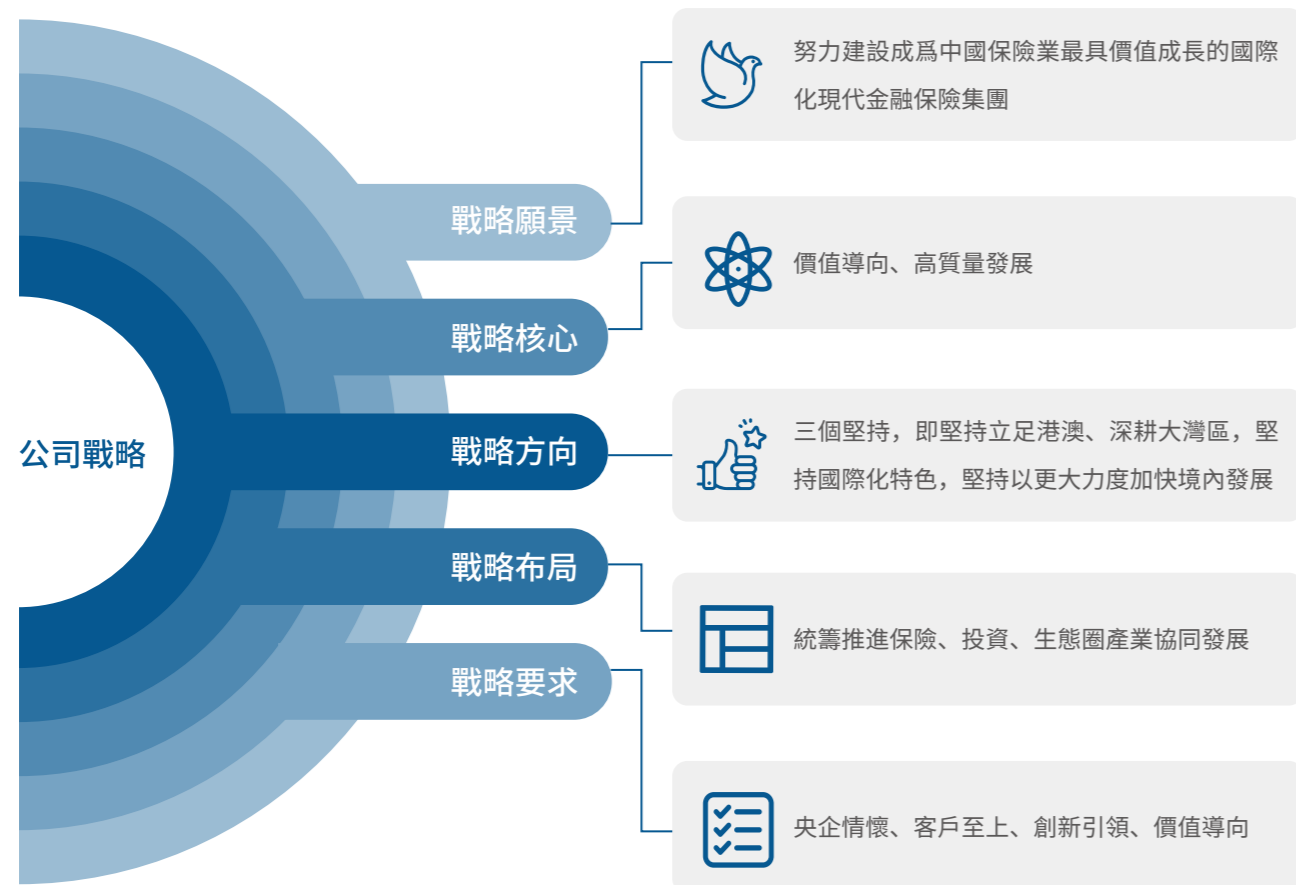 公司戰略
戰略願景
努力建設成爲中國保險業最具價值成長的國際
化現代金融保險集團
戰略核心
價值導向、高質量發展
戰略方向
三個堅持，即堅持立足港澳、深耕大灣區，堅
持國際化特色，堅持以更大力度加快境內發展
戰略布局
統籌推進保險、投資、生態圈產業協同發展
戰略要求
央企情懷、客戶至上、創新引領、價值導向